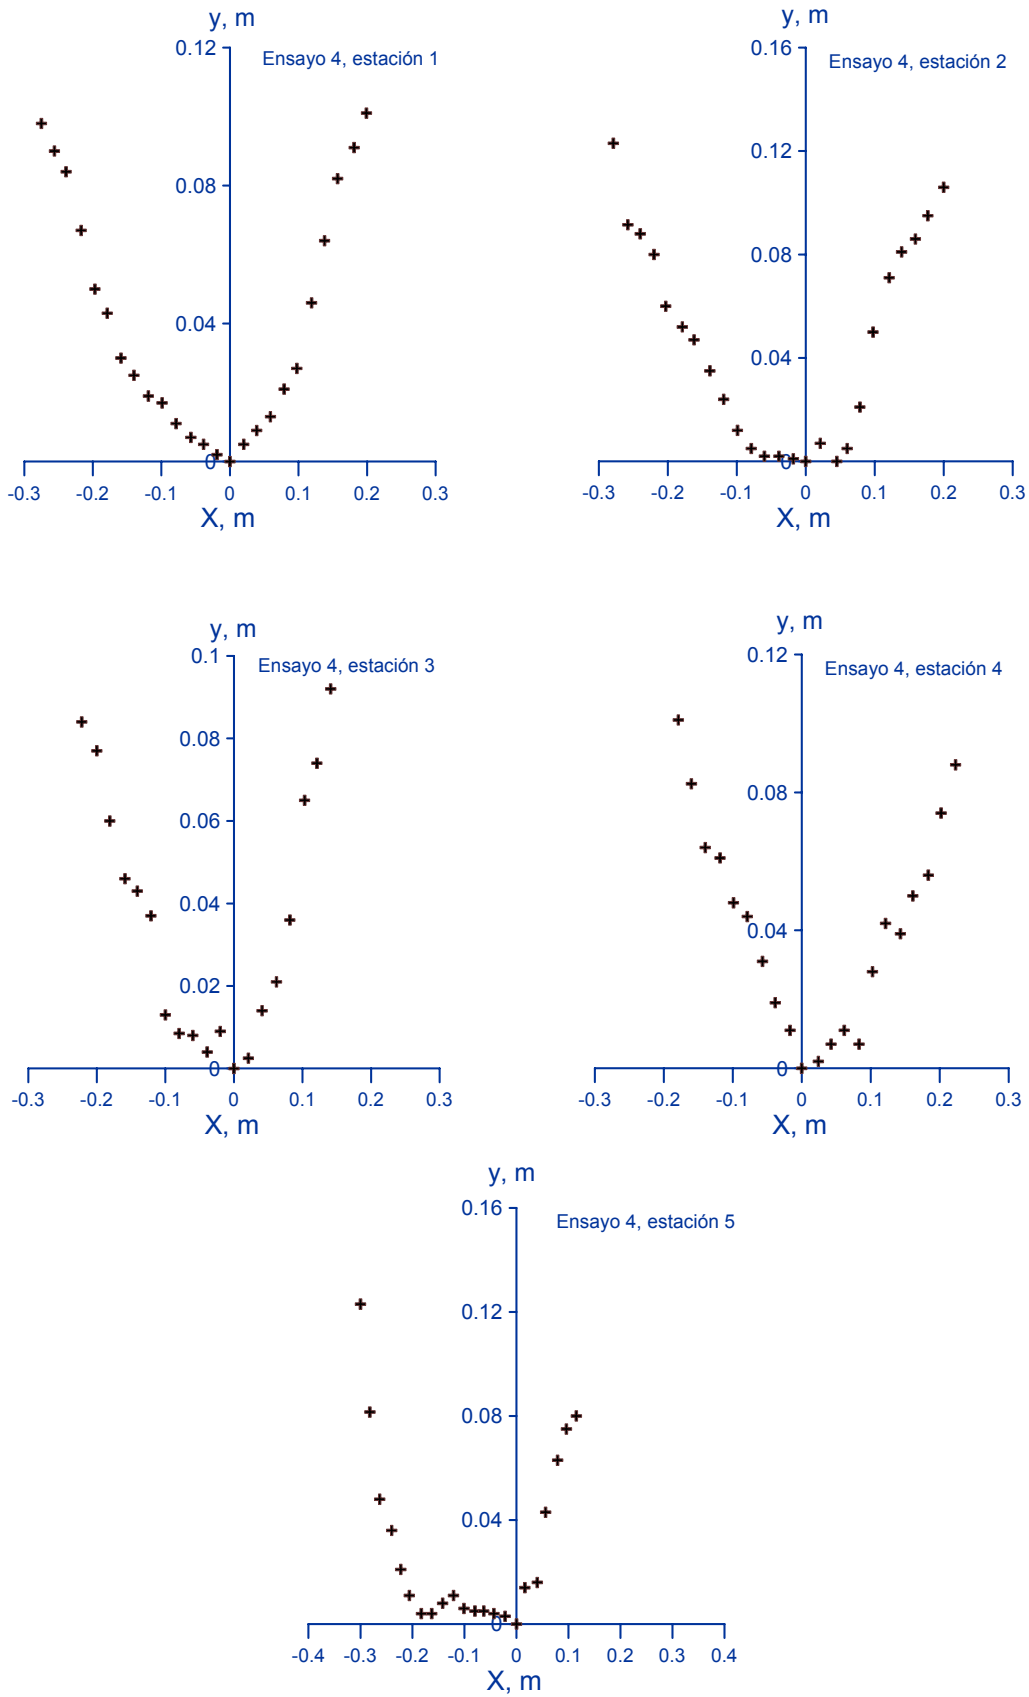 y, m
0.12
Ensayo 4, estación 1
0.08
0.04
0
-0.3 -0.2 -0.1 0 0.1 0.2 0.3
X, m
y, m
0.16
Ensayo 4, estación 2
0.12
0.08
0.04
0
-0.3 -0.2 -0.1 0 0.1 0.2 0.3
X, m
y, m
0.1
Ensayo 4, estación 3
0.08
0.06
0.04
0.02
0
-0.3 -0.2 -0.1 0 0.1 0.2 0.3
X, m
y, m
0.12
Ensayo 4, estación 4
0.08
0.04
0
-0.3 -0.2 -0.1 0 0.1 0.2 0.3
X, m
y, m
0.16
Ensayo 4, estación 5
0.12
0.08
0.04
0
-0.4 -0.3 -0.2 -0.1 0 0.1 0.2 0.3 0.4
X, m